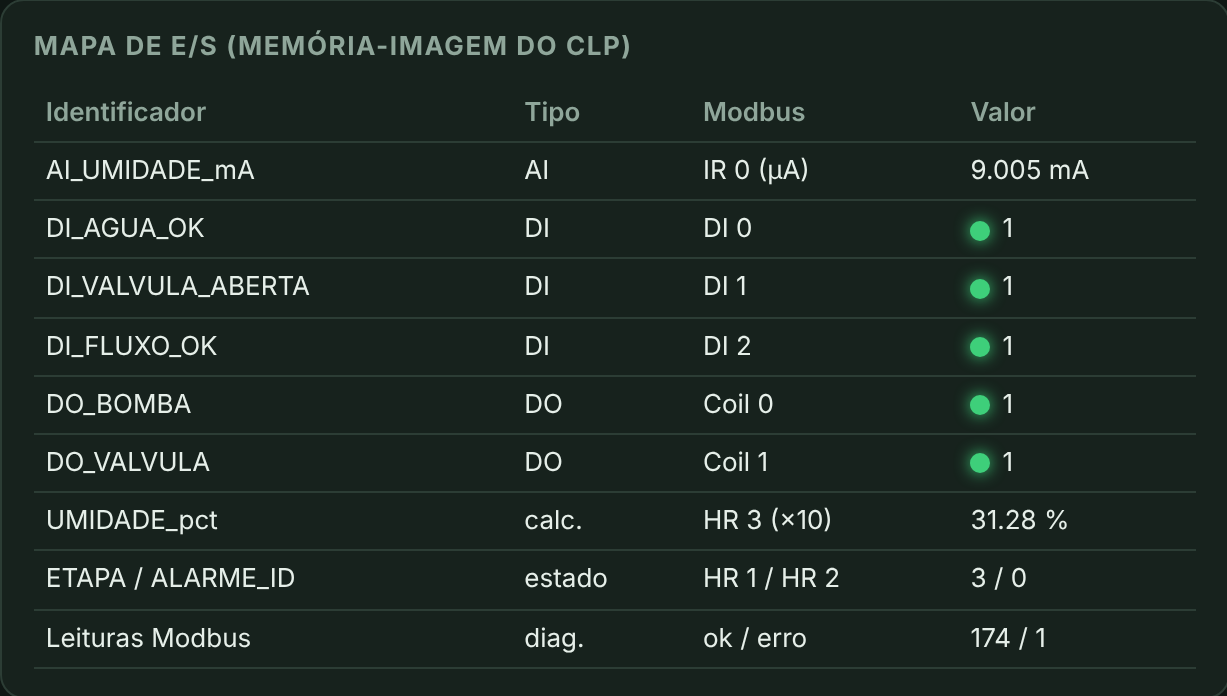 MAPA DE E/S (MEMÓRIA-IMAGEM DO CLP)
Identificador Tipo Modbus Valor
AI_UMIDADE_mA AI IR 0 (µA) 9.005 mA
DI_AGUA_OK DI DI 0 1
DI_VALVULA_ABERTA DI DI 1 1
DI_FLUXO_OK DI DI 2 1
DO_BOMBA DO Coil 0 1
DO_VALVULA DO Coil 1 1
UMIDADE_pct calc. HR 3 (×10) 31.28 %
ETAPA / ALARME_ID estado HR 1 / HR 2 3 / 0
Leituras Modbus diag. ok / erro 174 / 1